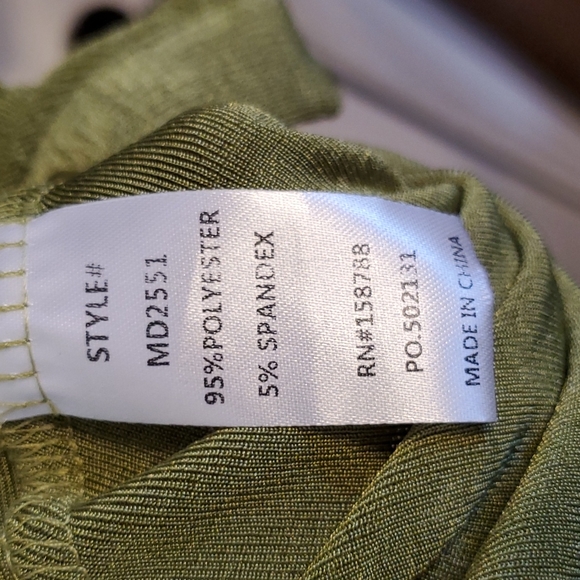 STYLE#
MD2551
95%POLYESTER
5% SPANDEX
RN#158788
PO.502131
MADE IN CHINA